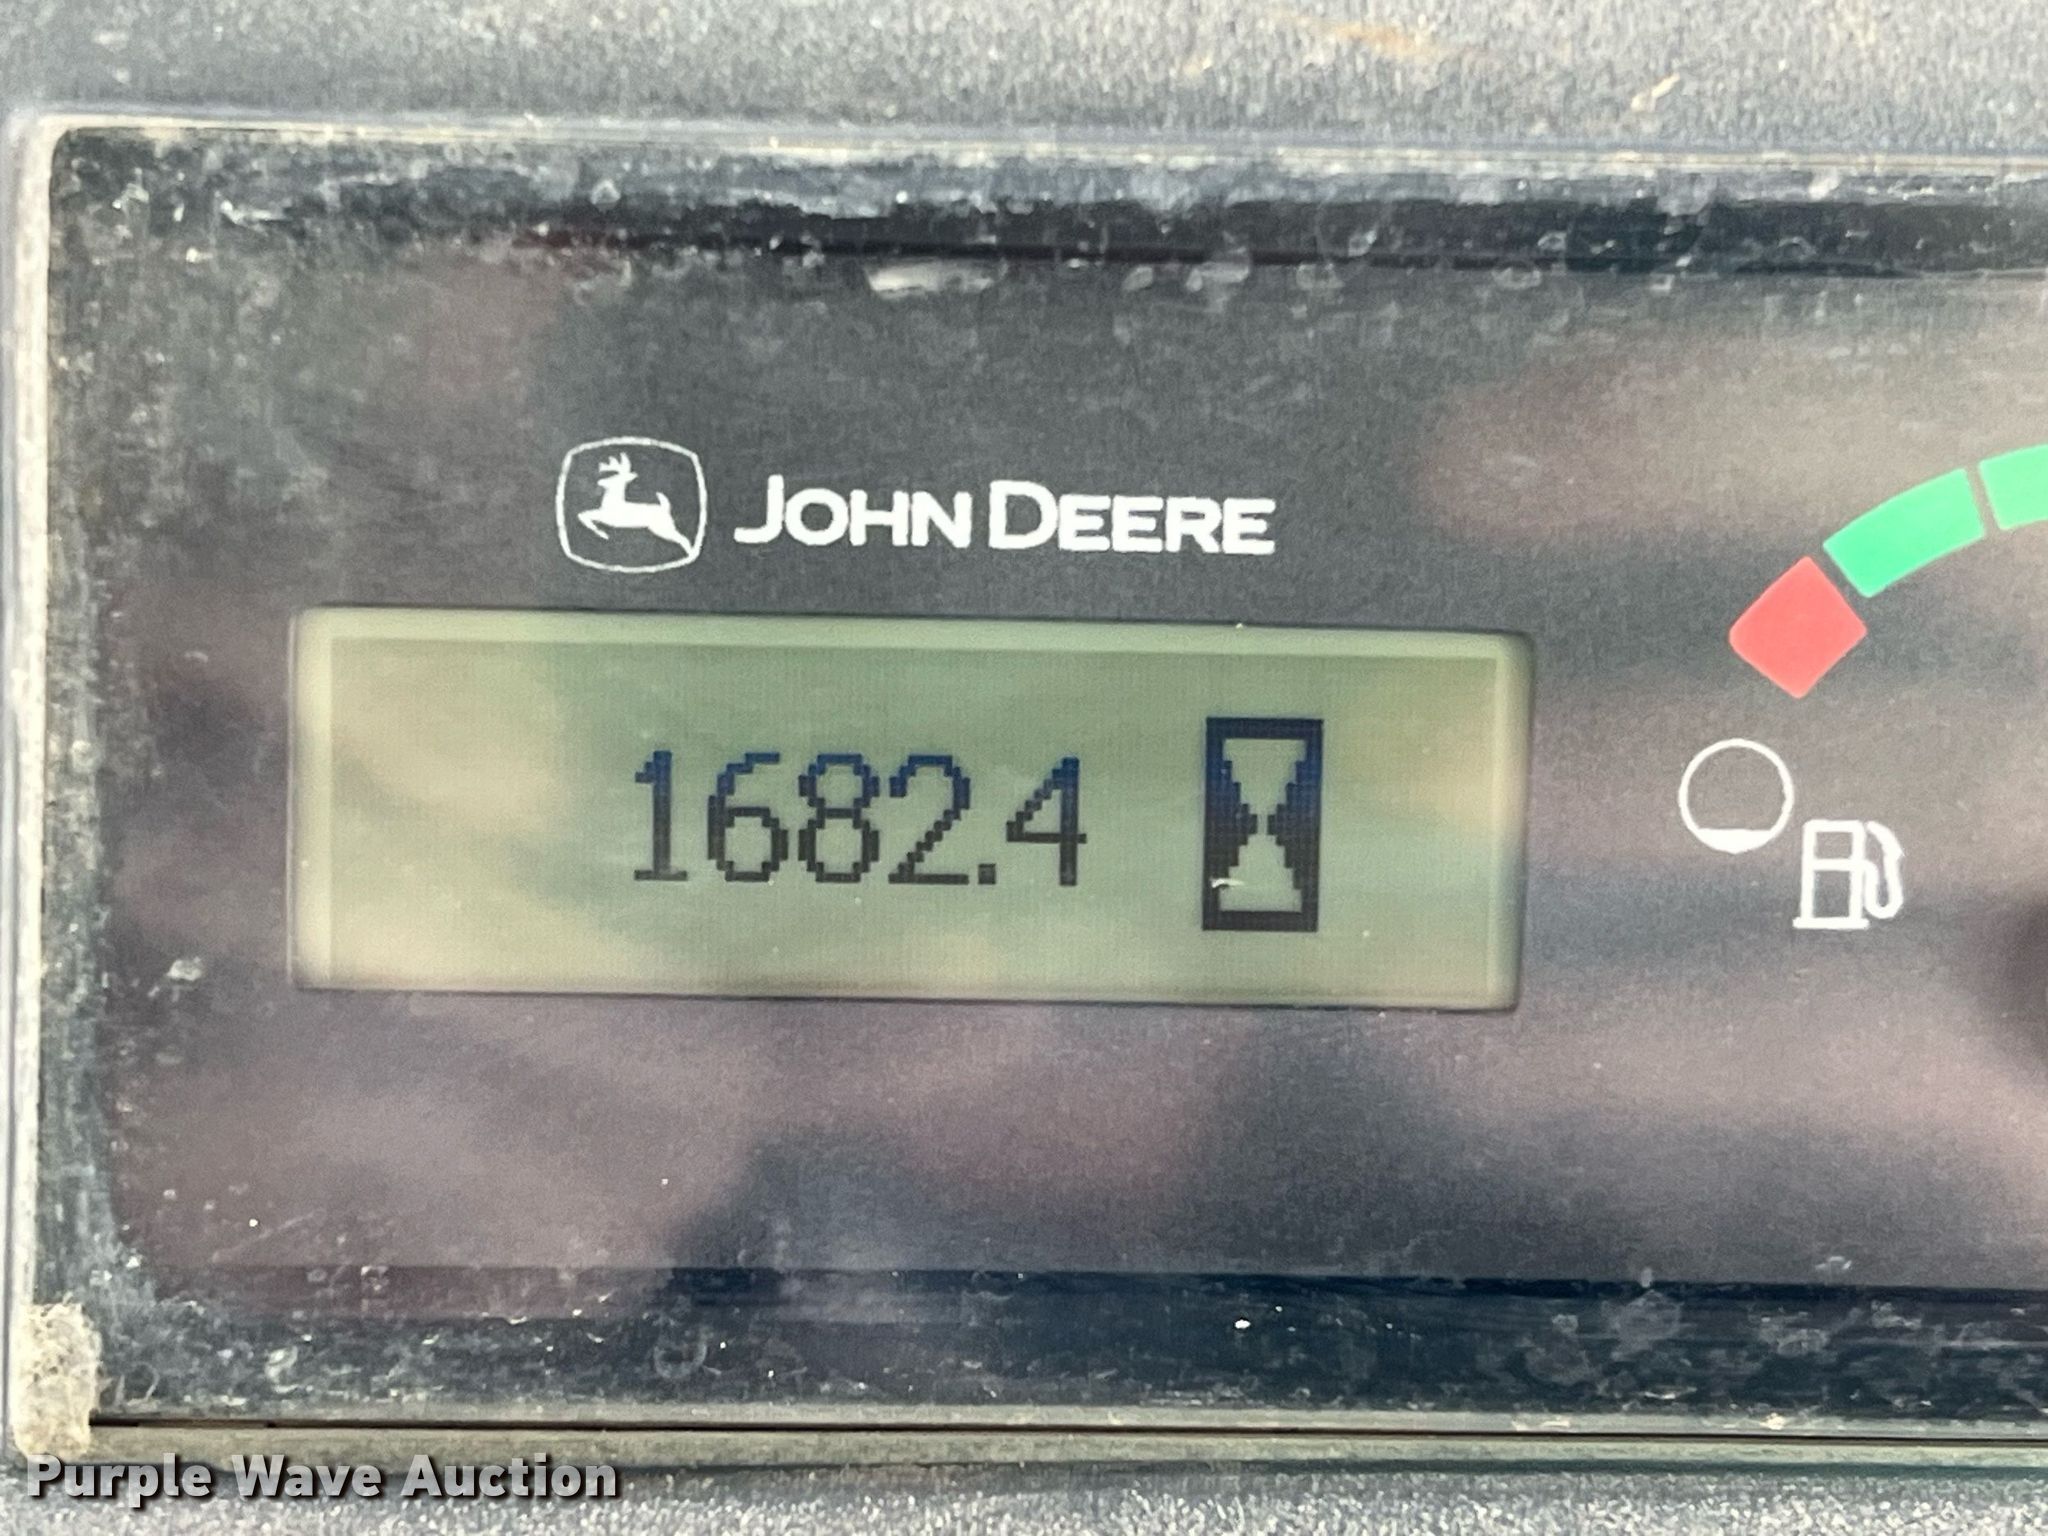 JOHN DEERE
1682.4
Purple Wave Auction